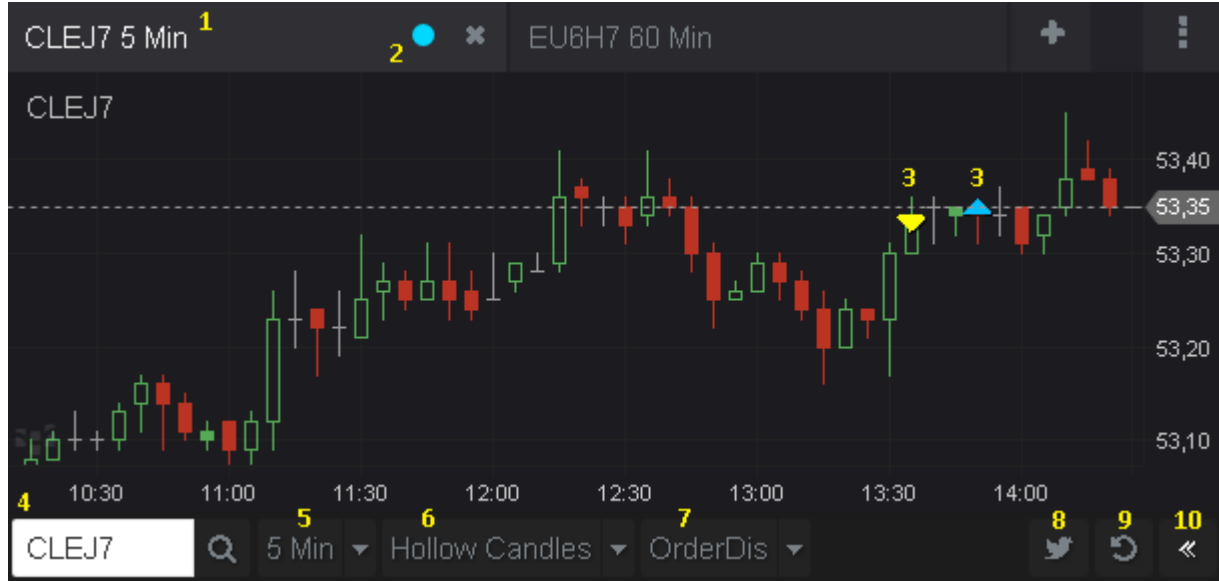 CLEJ7 5 Min 1
2
EU6H7 60 Min
CLEJ7
53,40
3 3
53,35
53,30
53,20
53,10
10:30 11:00 11:30 12:00 12:30 13:00 13:30 14:00
4 5 6 7 8 9 10
CLEJ7 5 Min Hollow Candles OrderDis